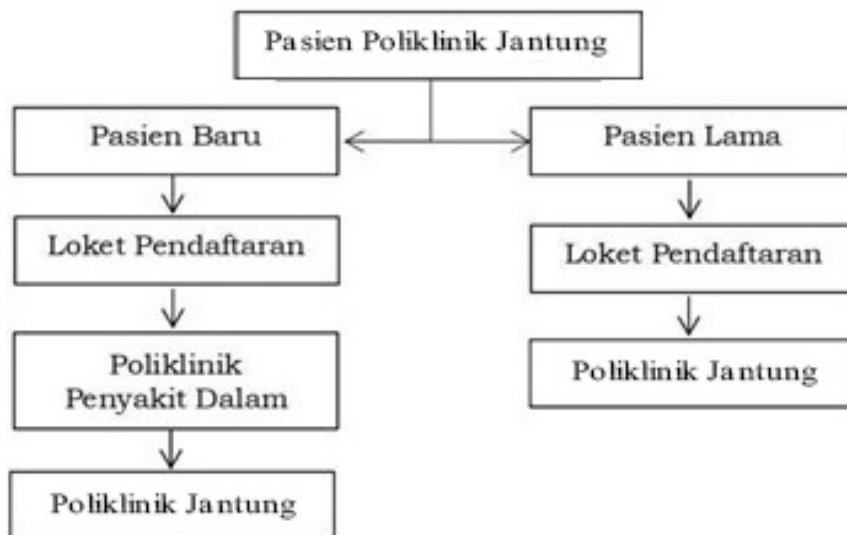 Pasien Poliklinik Jantung
Pasien Baru
Pasien Lama
Loket Pendaftaran
Loket Pendaftaran
Poliklinik
Penyakit Dalam
Poliklinik Jantung
Poliklinik Jantung